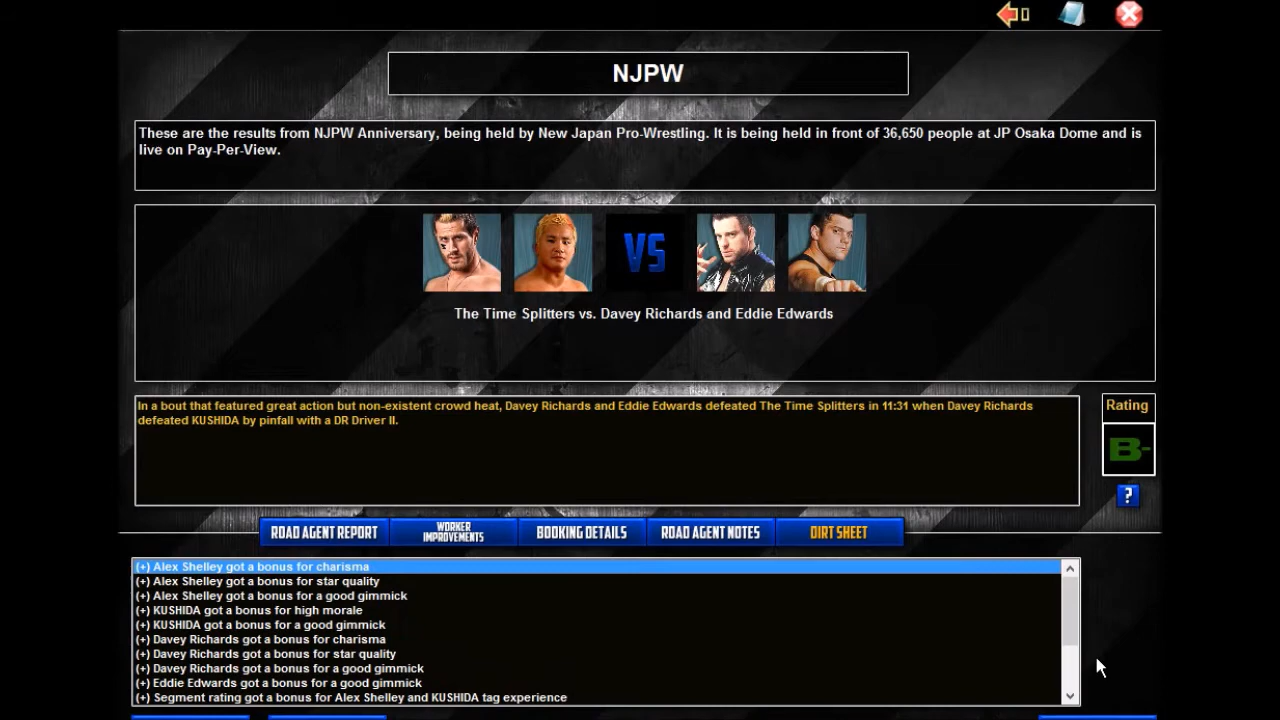 NJPW
These are the results from NJPW Anniversary, being held by New Japan Pro-Wrestling. It is being held in front of 36,650 people at JP Osaka Dome and is
live on Pay-Per-View.
VS
The Time Splitters vs. Davey Richards and Eddie Edwards
In a bout that featured great action but non-existent crowd heat, Davey Richards and Eddie Edwards defeated The Time Splitters in 11:31 when Davey Richards
defeated KUSHIDA by pinfall with a DR Driver II.
Rating
B-
?
ROAD AGENT REPORT
WORKER
IMPROVEMENTS
BOOKING DETAILS
ROAD AGENT NOTES
DIRT SHEET
(+) Alex Shelley got a bonus for charisma
(+) Alex Shelley got a bonus for star quality
(+) Alex Shelley got a bonus for a good gimmick
(+) KUSHIDA got a bonus for high morale
(+) KUSHIDA got a bonus for a good gimmick
(+) Davey Richards got a bonus for charisma
(+) Davey Richards got a bonus for star quality
(+) Davey Richards got a bonus for a good gimmick
(+) Eddie Edwards got a bonus for a good gimmick
(+) Segment rating got a bonus for Alex Shelley and KUSHIDA tag experience